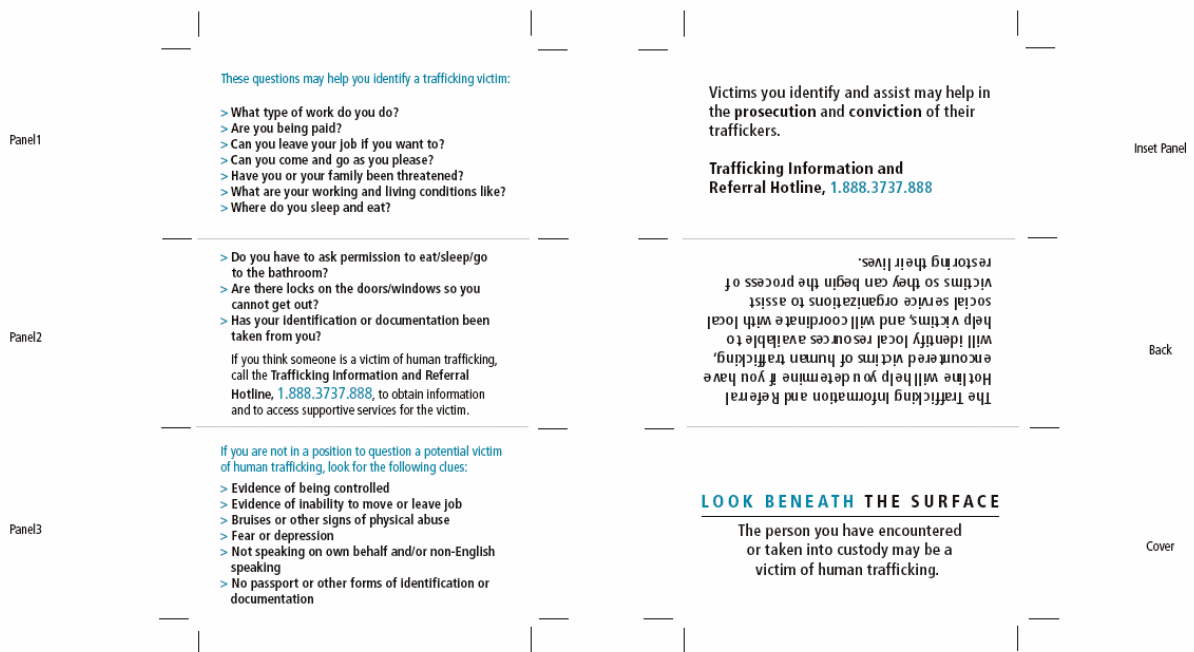 Panel1
These questions may help you identify a trafficking victim:
> What type of work do you do?
> Are you being paid?
> Can you leave your job if you want to?
> Can you come and go as you please?
> Have you or your family been threatened?
> What are your working and living conditions like?
> Where do you sleep and eat?
Panel2
> Do you have to ask permission to eat/sleep/go
to the bathroom?
> Are there locks on the doors/windows so you
cannot get out?
> Has your identification or documentation been
taken from you?
If you think someone is a victim of human trafficking,
call the Trafficking Information and Referral
Hotline, 1.888.3737.888, to obtain information
and to access supportive services for the victim.
Panel3
If you are not in a position to question a potential victim
of human trafficking, look for the following clues:
> Evidence of being controlled
> Evidence of inability to move or leave job
> Bruises or other signs of physical abuse
> Fear or depression
> Not speaking on own behalf and/or non-English
speaking
> No passport or other forms of identification or
documentation
Victims you identify and assist may help in
the prosecution and conviction of their
traffickers.
Trafficking Information and
Referral Hotline, 1.888.3737.888
Inset Panel
The Trafficking Information and Referral
Hotline will help you determine if you have
encountered victims of human trafficking,
will identify local resources available to
help victims, and will coordinate with local
social service organizations to assist
victims so they can begin the process of
restoring their lives.
Back
LOOK BENEATH THE SURFACE
The person you have encountered
or taken into custody may be a
victim of human trafficking.
Cover